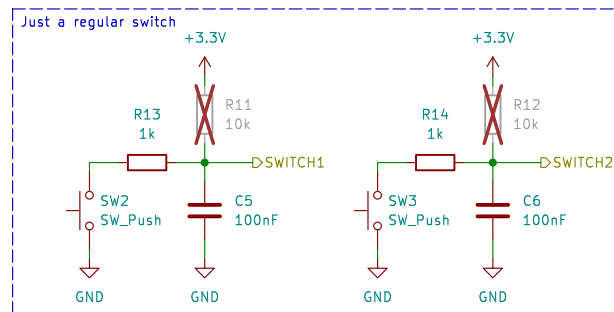 Just a regular switch
+3.3V
+3.3V
R11
10k
R12
10k
R13
1k
R14
1k
SWITCH1
SWITCH2
SW2
SW_Push
C5
100nF
SW3
SW_Push
C6
100nF
GND
GND
GND
GND